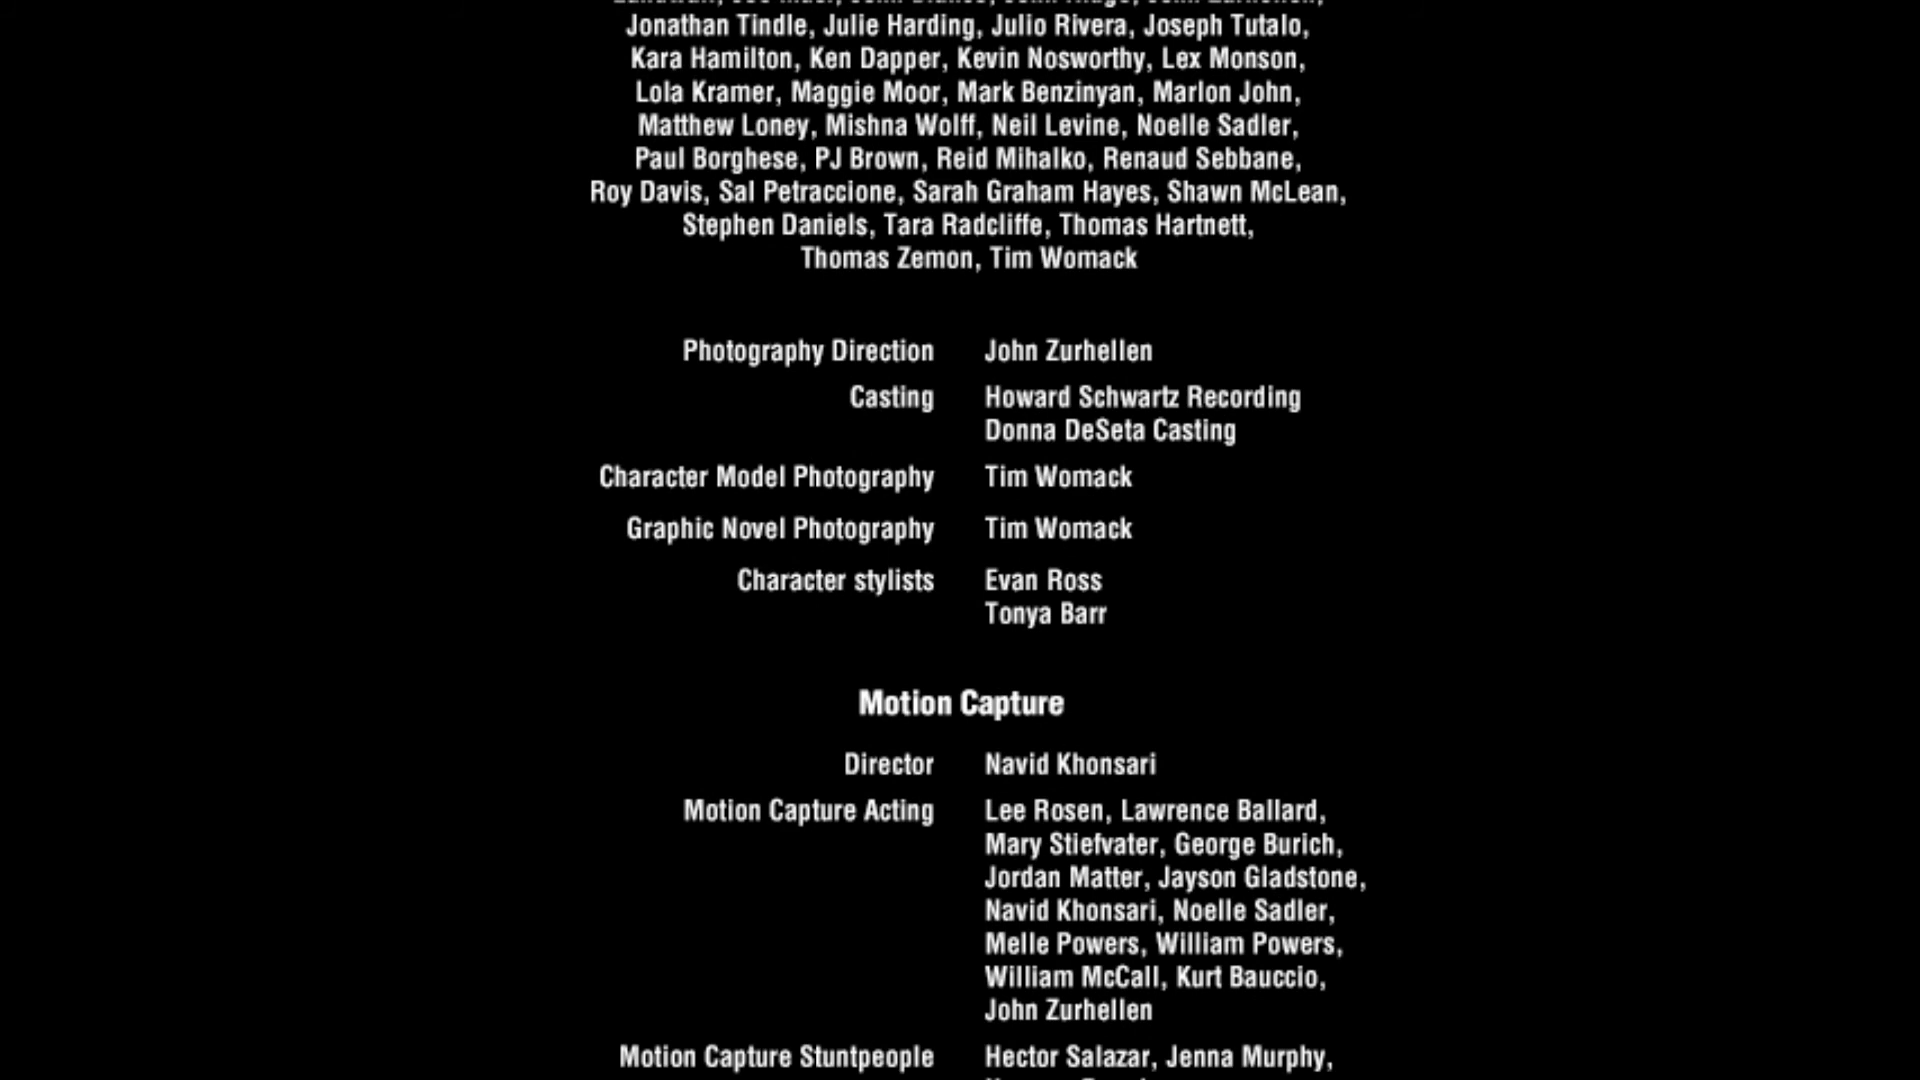 Jonathan Tindle, Julie Harding, Julio Rivera, Joseph Tutalo,
Kara Hamilton, Ken Dapper, Kevin Nosworthy, Lex Monson,
Lola Kramer, Maggie Moor, Mark Benzinyan, Marlon John,
Matthew Loney, Mishna Wolff, Neil Levine, Noelle Sadler,
Paul Borghese, PJ Brown, Reid Mihalko, Renaud Sebbane,
Roy Davis, Sal Petraccione, Sarah Graham Hayes, Shawn McLean,
Stephen Daniels, Tara Radcliffe, Thomas Hartnett,
Thomas Zemon, Tim Womack
Photography Direction John Zurhellen
Casting Howard Schwartz Recording
Donna DeSeta Casting
Character Model Photography Tim Womack
Graphic Novel Photography Tim Womack
Character stylists Evan Ross
Tonya Barr
Motion Capture
Director Navid Khonsari
Motion Capture Acting Lee Rosen, Lawrence Ballard,
Mary Stiefvater, George Burich,
Jordan Matter, Jayson Gladstone,
Navid Khonsari, Noelle Sadler,
Melle Powers, William Powers,
William McCall, Kurt Bauccio,
John Zurhellen
Motion Capture Stuntpeople Hector Salazar, Jenna Murphy,